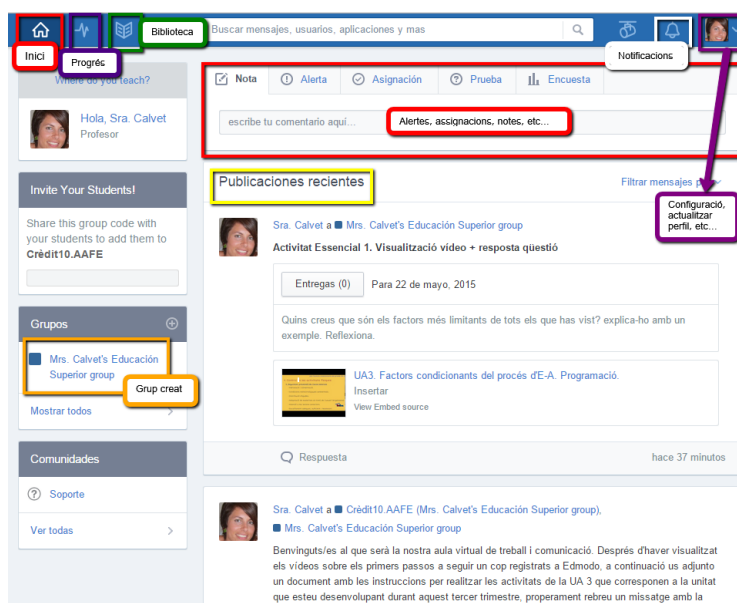 Biblioteca
Buscar mensajes, usuarios, aplicaciones y mas
Inici
Progrés
Notificacions
Where do you teach?
Hola, Sra. Calvet
Profesor
Nota
Alerta
Asignación
Prueba
Encuesta
escribe tu comentario aquí...
Alertes, assignacions, notes, etc...
Invite Your Students!
Share this group code with
your students to add them to
Crèdit10.AAFE
Publicaciones recientes
Filtrar mensajes p
Configuració,
actualitzar
perfil, etc...
Sra. Calvet a Mrs. Calvet's Educación Superior group
Activitat Essencial 1. Visualització vídeo + resposta qüestió
Entregas (0)
Para 22 de mayo, 2015
Quins creus que són els factors més limitants de tots els que has vist? explica-ho amb un
exemple. Reflexiona.
Grupos
Mrs. Calvet's Educación
Superior group
Grup creat
Mostrar todos
UA3. Factors condicionants del procés d'E-A. Programació.
Insertar
View Embed source
Respuesta
hace 37 minutos
Comunidades
Soporte
Ver todas
Sra. Calvet a Crèdit10.AAFE (Mrs. Calvet's Educación Superior group),
Mrs. Calvet's Educación Superior group
Benvinguts/es al que serà la nostra aula virtual de treball i comunicació. Després d'haver visualitzat
els vídeos sobre els primers passos a seguir un cop registrats a Edmodo, a continuació us adjunto
un document amb les instruccions per realitzar les activitats de la UA 3 que corresponen a la unitat
que esteu desenvolupant durant aquest tercer trimestre, properament rebreu un missatge amb la